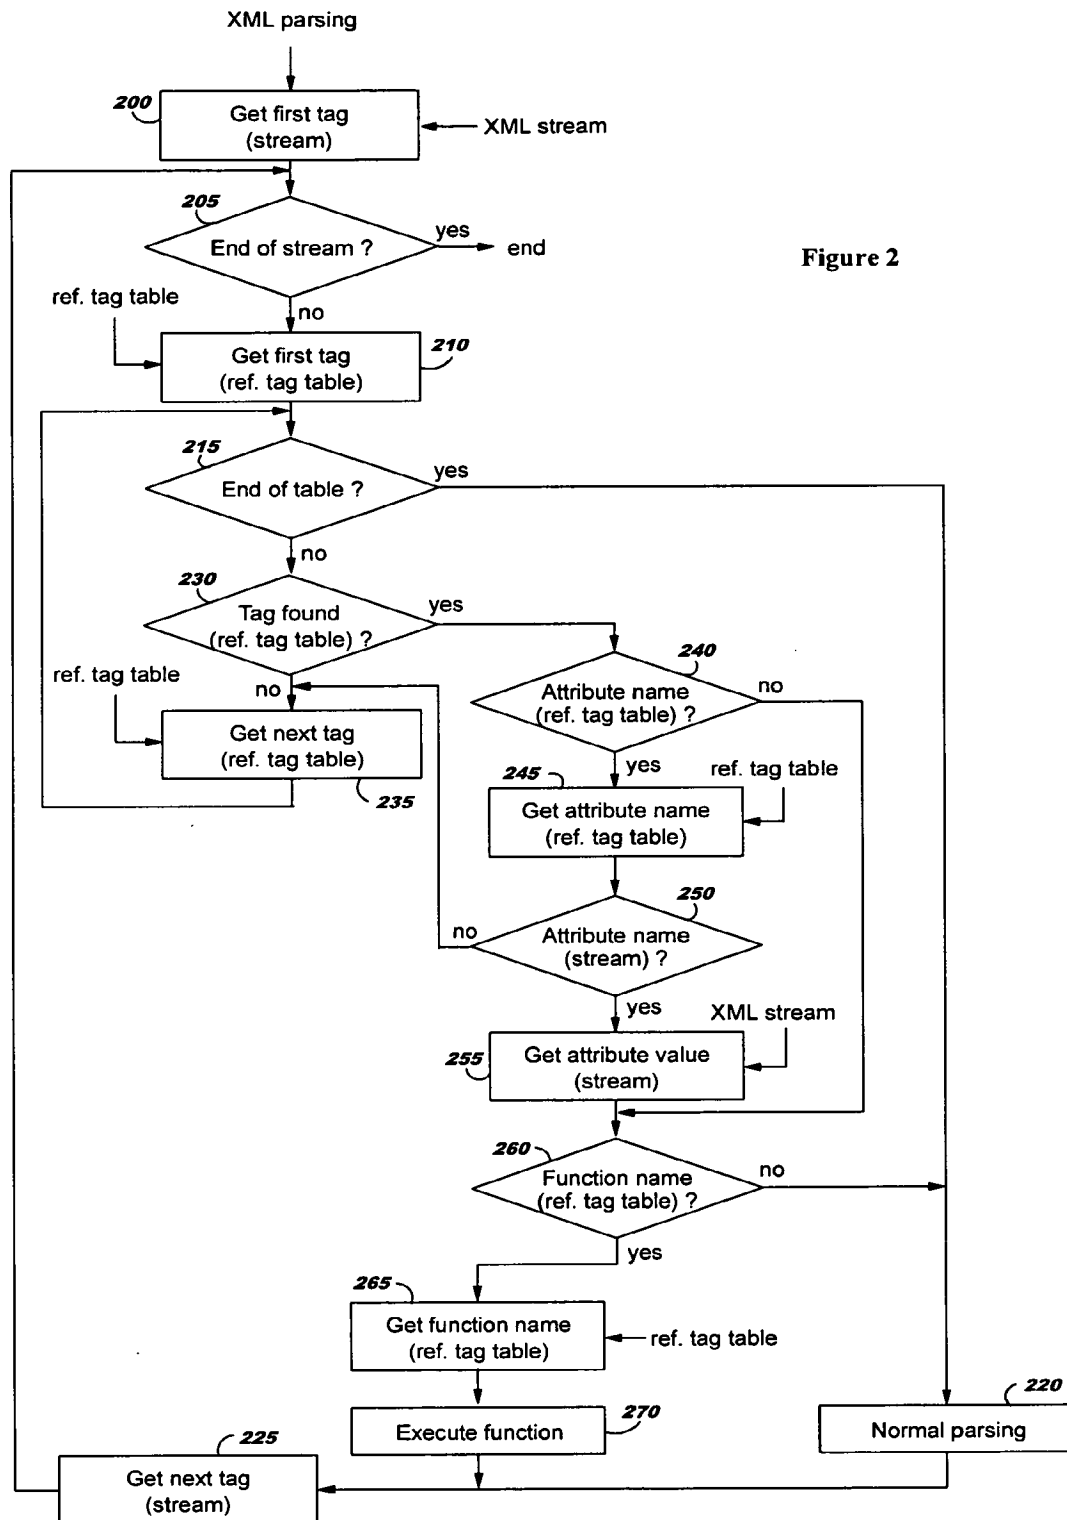 XML parsing
200
Get first tag
(stream)
XML stream
205
End of stream ?
yes
end
Figure 2
no
ref. tag table
210
Get first tag
(ref. tag table)
215
End of table ?
yes
no
230
Tag found
(ref. tag table) ?
yes
240
Attribute name
(ref. tag table) ?
no
ref. tag table
no
Get next tag
(ref. tag table)
235
yes
245
ref. tag table
Get attribute name
(ref. tag table)
250
no
Attribute name
(stream) ?
yes
XML stream
255
Get attribute value
(stream)
260
Function name
(ref. tag table) ?
no
yes
265
Get function name
(ref. tag table)
ref. tag table
270
Execute function
220
Normal parsing
225
Get next tag
(stream)